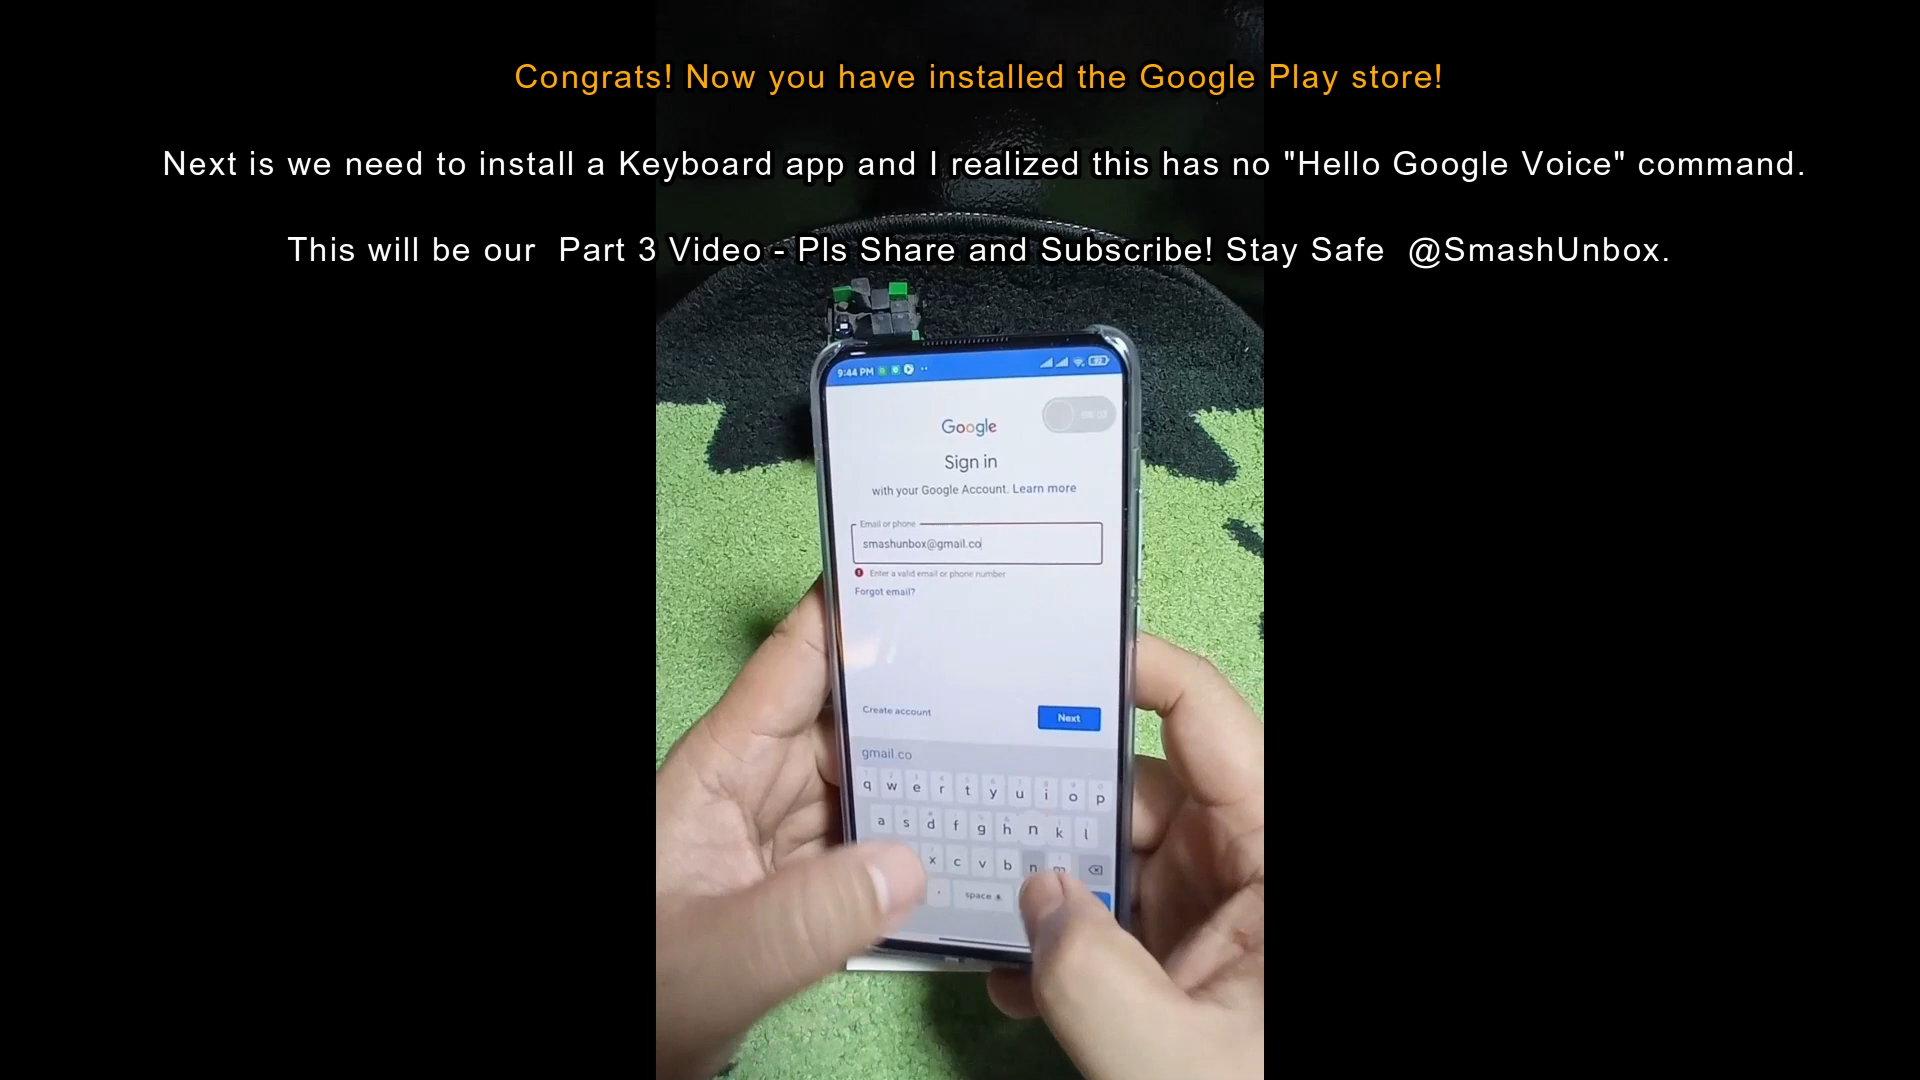 Congrats! Now you have installed the Google Play store!
Next is we need to install a Keyboard app and I realized this has no "Hello Google Voice" command.
This will be our  Part 3 Video - Pls Share and Subscribe! Stay Safe  @SmashUnbox.
9:44 PM
Google
Sign in
with your Google Account. Learn more
Email or phone
smashunbox@gmail.co
Enter a valid email or phone number
Forgot email?
Create account
Next
gmail.co
q w e r t y u i o p
a s d f g h n k l
x c v b n m
space